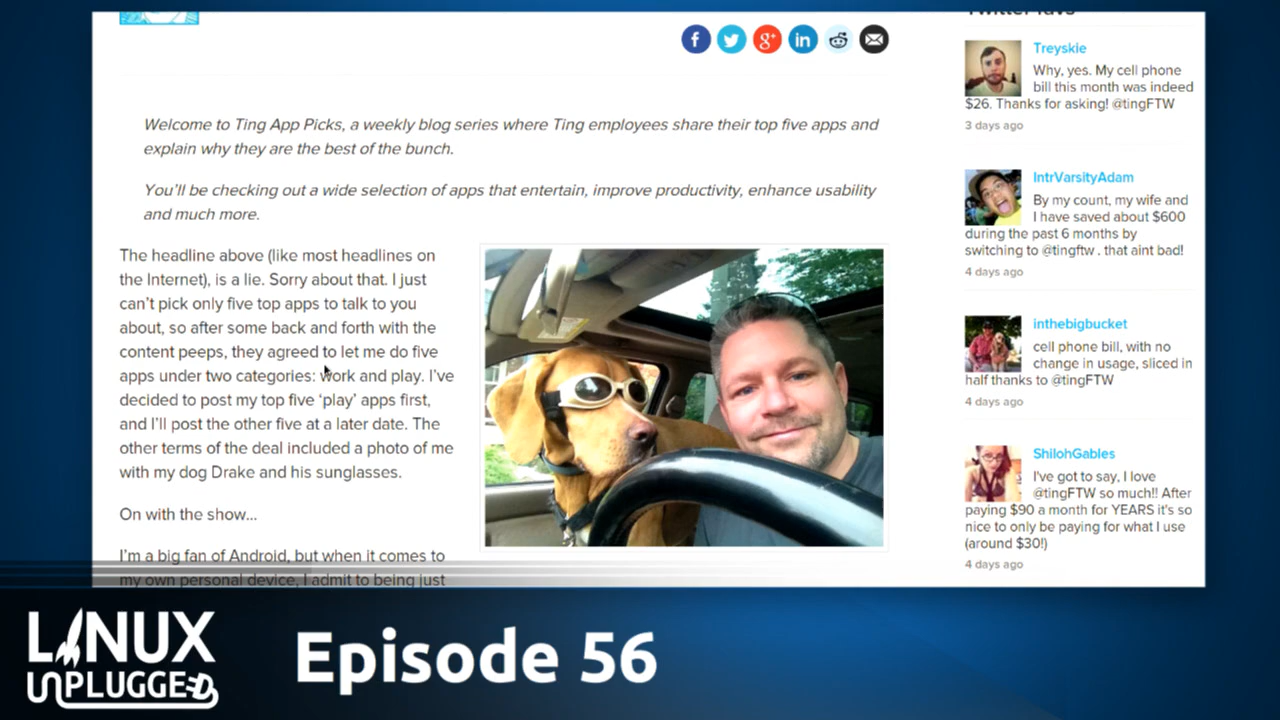 Twitter favs
Treyskie
Why, yes. My cell phone
bill this month was indeed
$26. Thanks for asking! @tingFTW
3 days ago
Welcome to Ting App Picks, a weekly blog series where Ting employees share their top five apps and
explain why they are the best of the bunch.
You'll be checking out a wide selection of apps that entertain, improve productivity, enhance usability
and much more.
The headline above (like most headlines on
the Internet), is a lie. Sorry about that. I just
can't pick only five top apps to talk to you
about, so after some back and forth with the
content peeps, they agreed to let me do five
apps under two categories: work and play. I've
decided to post my top five 'play' apps first,
and I'll post the other five at a later date. The
other terms of the deal included a photo of me
with my dog Drake and his sunglasses.
On with the show...
I'm a big fan of Android, but when it comes to
my own personal device, I admit to being just
IntrVarsityAdam
By my count, my wife and
I have saved about $600
during the past 6 months by
switching to @tingftw . that aint bad!
4 days ago
inthebigbucket
cell phone bill, with no
change in usage, sliced in
half thanks to @tingFTW
4 days ago
ShilohGables
I've got to say, I love
@tingFTW so much!! After
paying $90 a month for YEARS it's so
nice to only be paying for what I use
(around $30!)
4 days ago
LINUX
UNPLUGGED
Episode 56